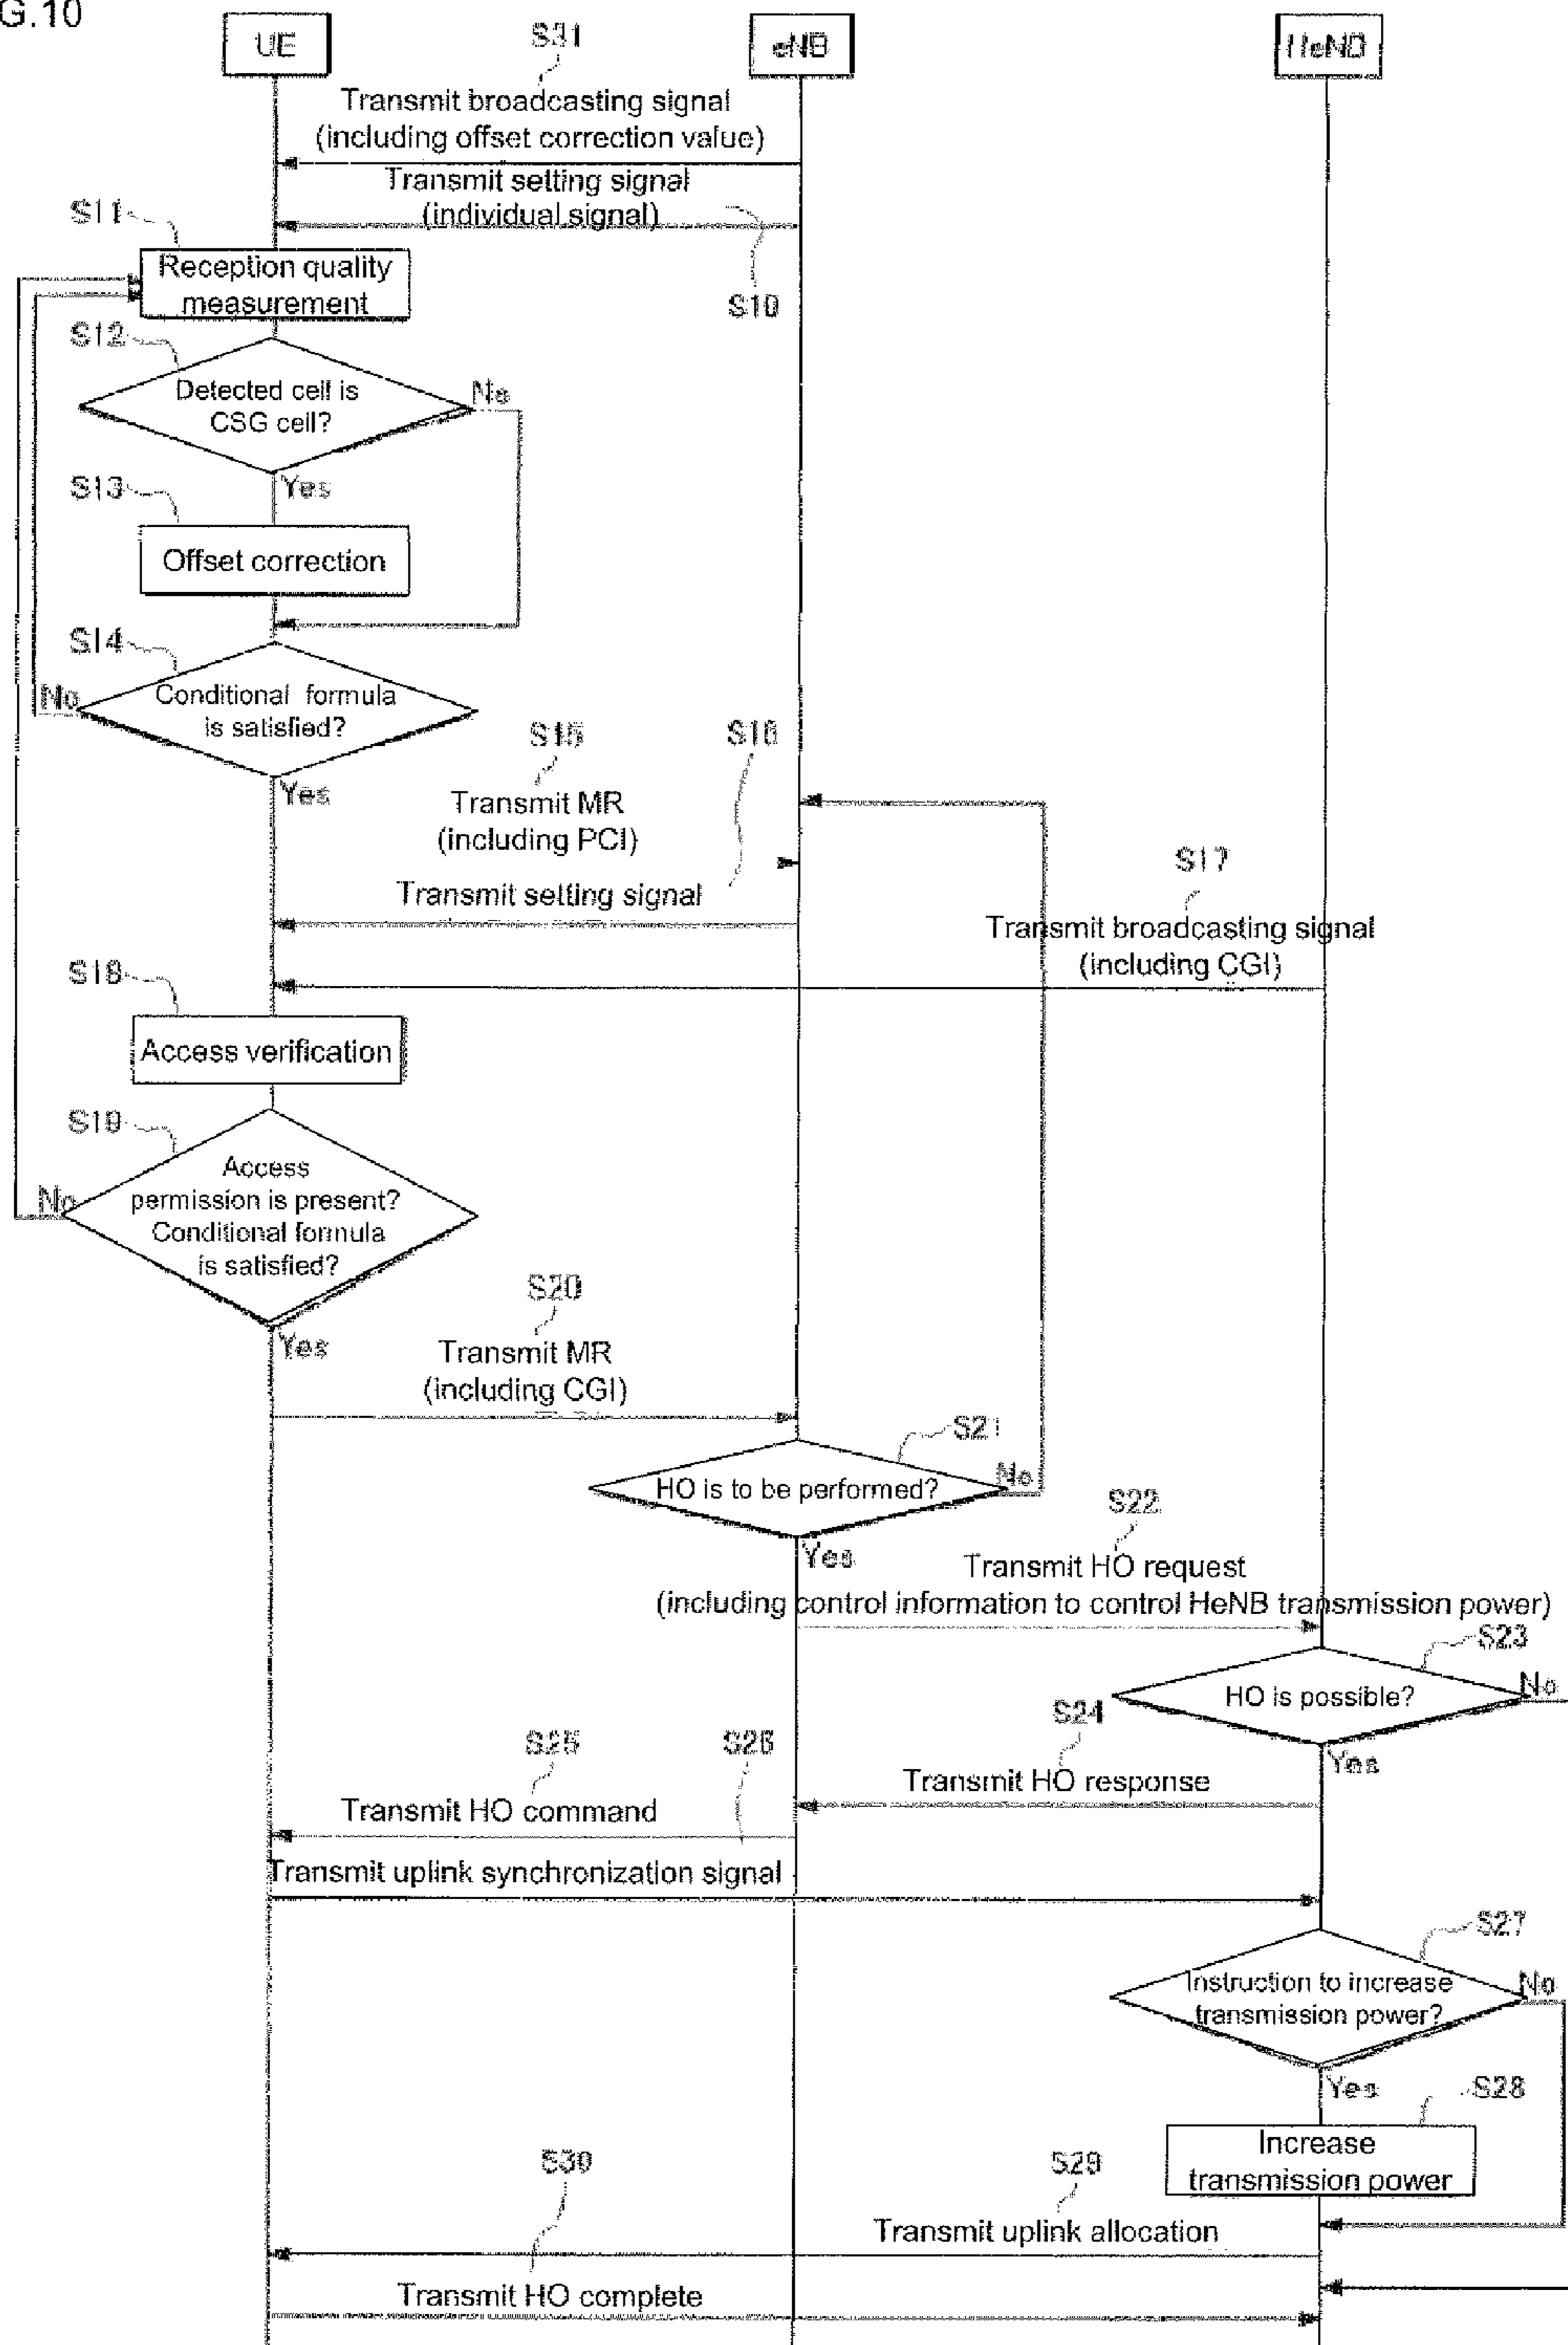 G.10
UE
S31
eNB
HeNB
Transmit broadcasting signal
(including offset correction value)
Transmit setting signal
(individual signal)
S11
S10
Reception quality
measurement
S12
Detected cell is
CSG cell?
No
Yes
S13
Offset correction
S14
Conditional formula
is satisfied?
No
Yes
S15
S16
Transmit MR
(including PCI)
Transmit setting signal
S17
Transmit broadcasting signal
(including CGI)
S18
Access verification
S19
Access
permission is present?
Conditional formula
is satisfied?
No
Yes
S20
Transmit MR
(including CGI)
S21
HO is to be performed?
No
Yes
S22
Transmit HO request
(including control information to control HeNB transmission power)
S23
HO is possible?
No
Yes
S24
Transmit HO response
S25
S26
Transmit HO command
Transmit uplink synchronization signal
S27
Instruction to increase
transmission power?
No
Yes
S28
Increase
transmission power
S29
Transmit uplink allocation
S30
Transmit HO complete